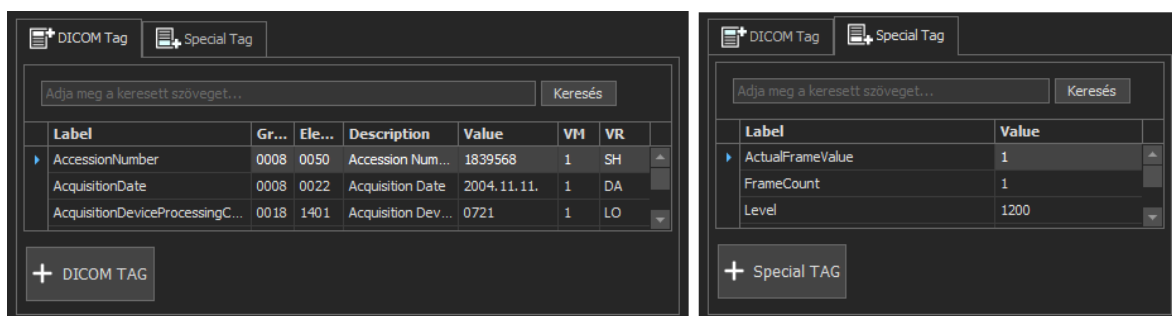 DICOM Tag Special Tag
Adja meg a keresett szöveget... Keresés
Label Gr... Ele... Description Value VM VR
AccessionNumber 0008 0050 Accession Num... 1839568 1 SH
AcquisitionDate 0008 0022 Acquisition Date 2004.11.11. 1 DA
AcquisitionDeviceProcessingC... 0018 1401 Acquisition Dev... 0721 1 LO
+ DICOM TAG
DICOM Tag Special Tag
Adja meg a keresett szöveget... Keresés
Label Value
ActualFrameValue 1
FrameCount 1
Level 1200
+ Special TAG